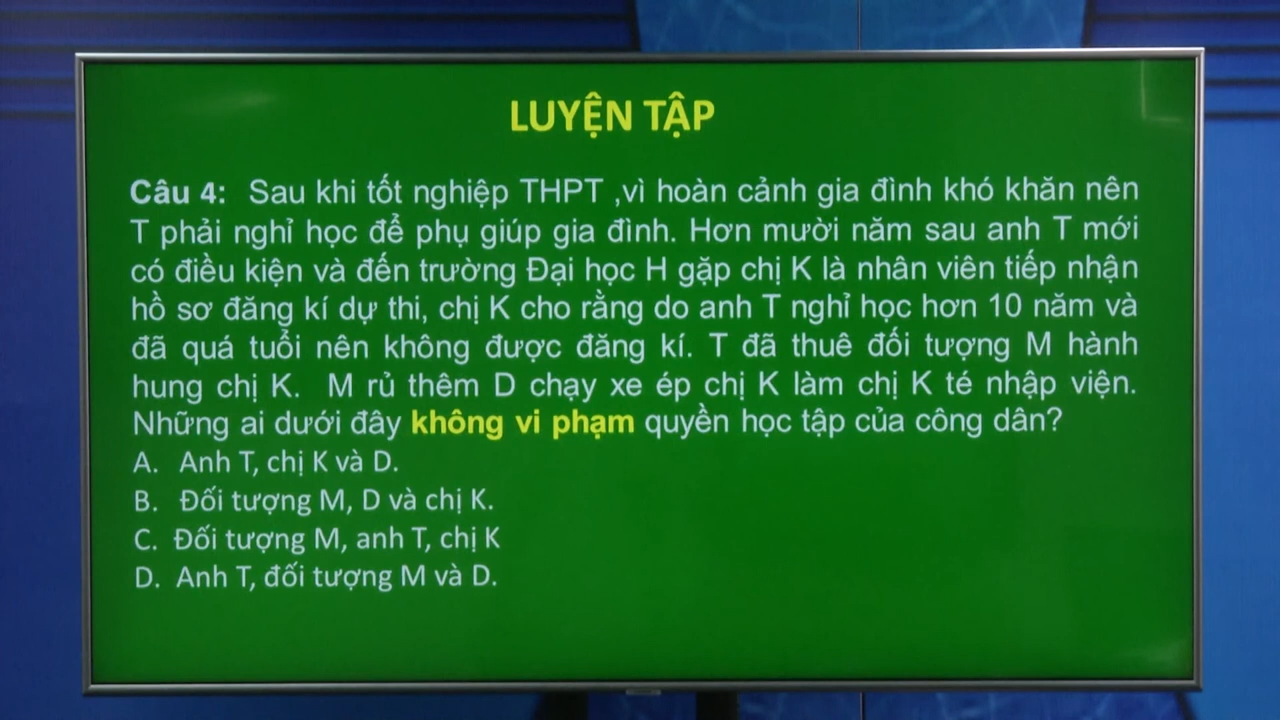 LUYỆN TẬP
Câu 4: Sau khi tốt nghiệp THPT ,vì hoàn cảnh gia đình khó khăn nên
T phải nghỉ học để phụ giúp gia đình. Hơn mười năm sau anh T mới
có điều kiện và đến trường Đại học H gặp chị K là nhân viên tiếp nhận
hồ sơ đăng kí dự thi, chị K cho rằng do anh T nghỉ học hơn 10 năm và
đã quá tuổi nên không được đăng kí. T đã thuê đối tượng M hành
hung chị K. M rủ thêm D chạy xe ép chị K làm chị K té nhập viện.
Những ai dưới đây không vi phạm quyền học tập của công dân?
A. Anh T, chị K và D.
B. Đối tượng M, D và chị K.
C. Đối tượng M, anh T, chị K
D. Anh T, đối tượng M và D.